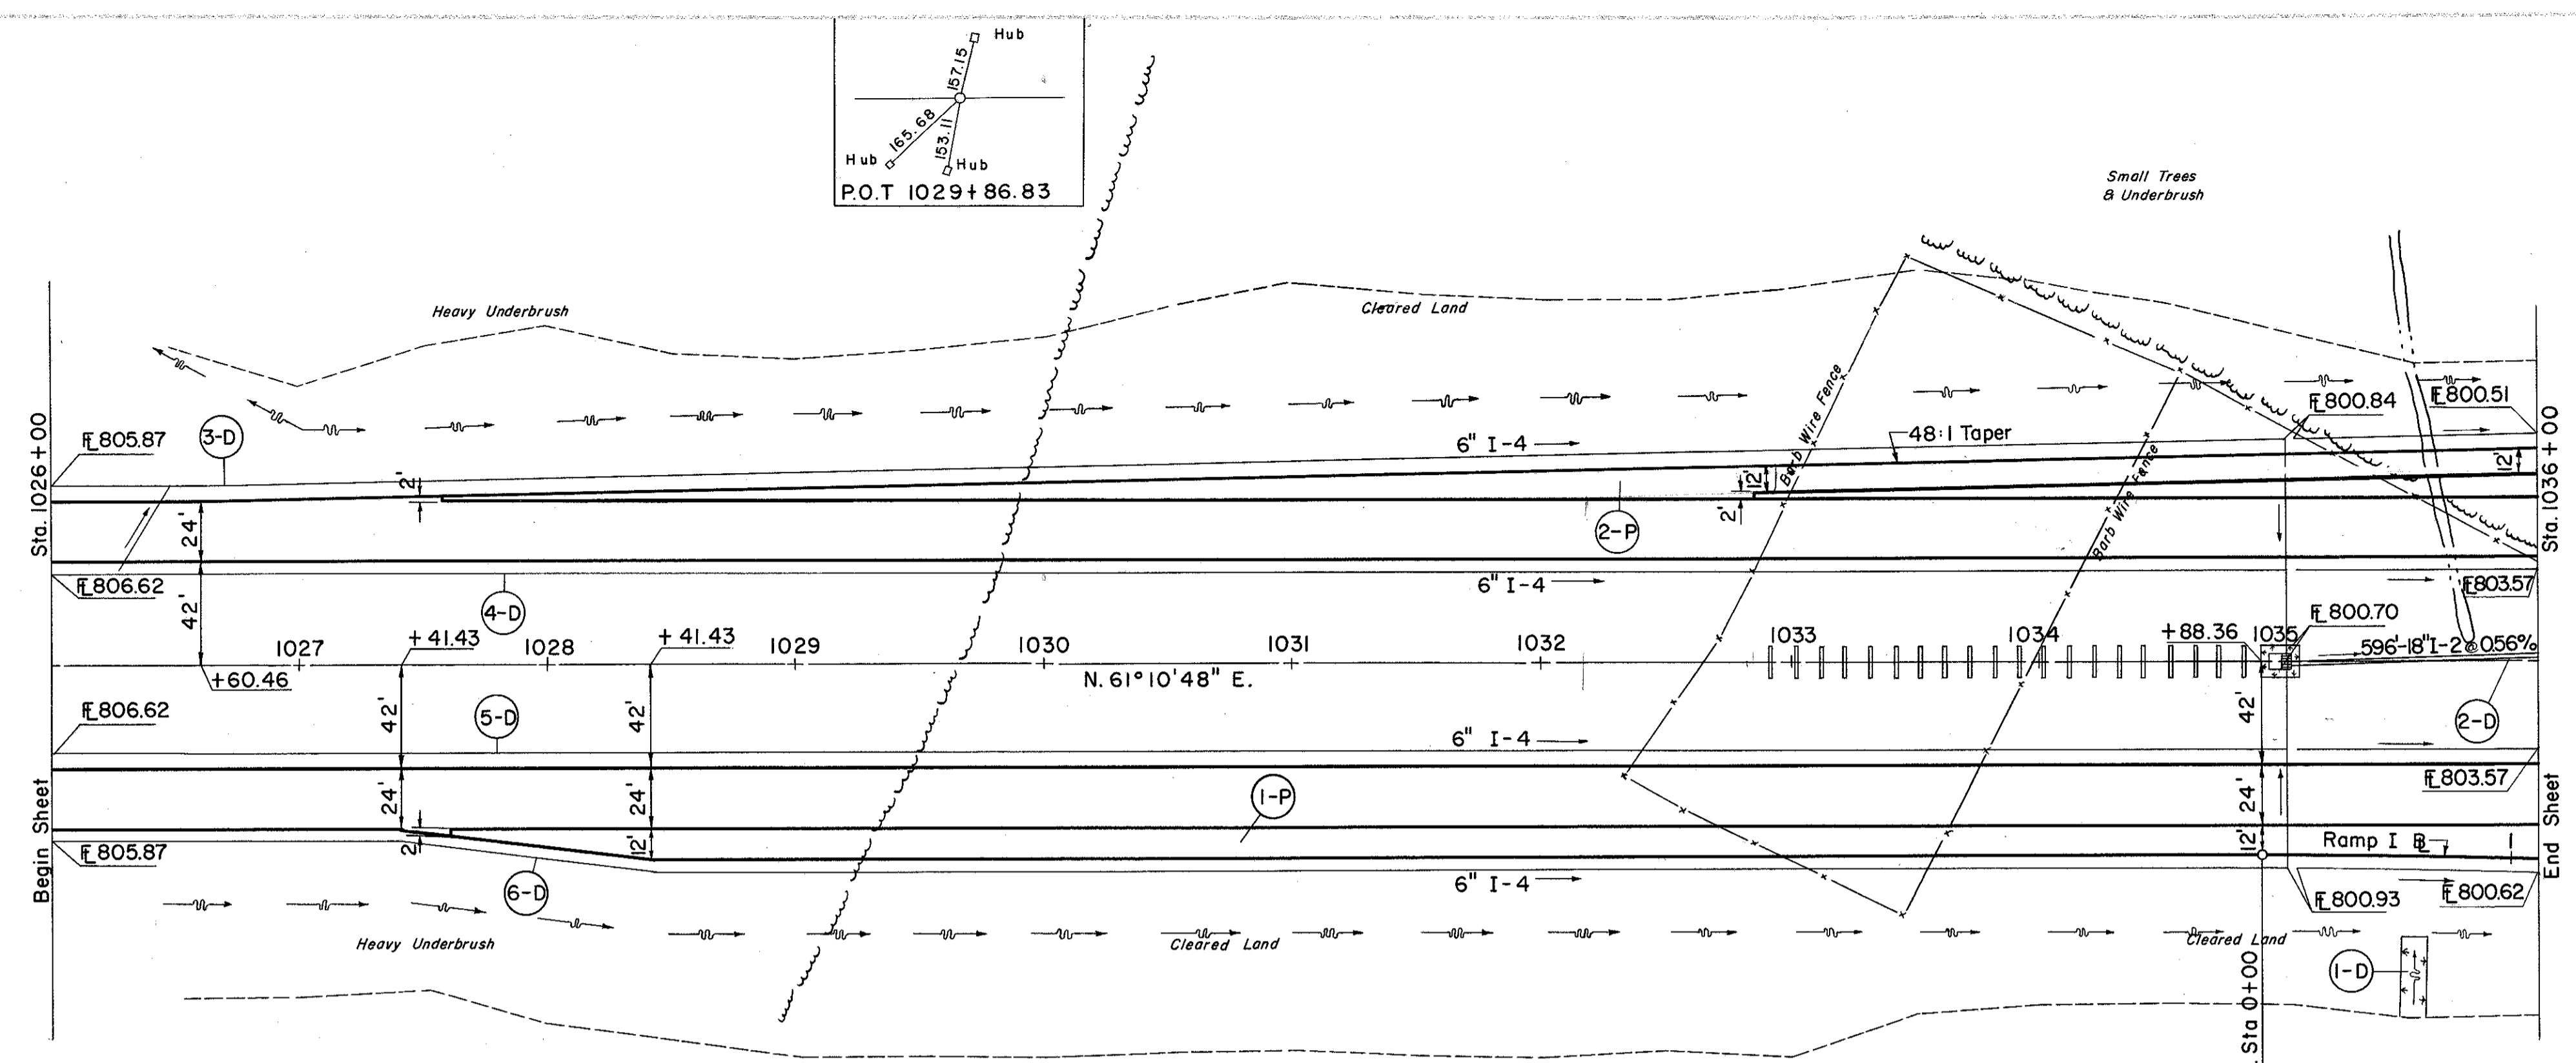 Hub
157.15
165.68
153.11
Hub
Hub
P.O.T 1029+86.83
Small Trees
& Underbrush
Heavy Underbrush
Cleared Land
Sta. 1026+00
Sta. 1036+00
FL 805.87
3-D
2'
6" I-4
48:1 Taper
FL 800.84
FL 800.51
12'
12'
Barb Wire Fence
Barb Wire Fence
2'
24'
2-P
FL 806.62
4-D
6" I-4
FL 803.57
42'
FL 800.70
1027
+41.43
1028
+41.43
1029
1030
1031
1032
1033
1034
+88.36
1035
596'-18" I-2 @ 0.56%
+60.46
N. 61°10'48" E.
FL 806.62
5-D
42'
42'
6" I-4
42'
2-D
FL 803.57
24'
24'
1-P
24'
Begin Sheet
End Sheet
FL 805.87
2'
12'
12'
Ramp I BL
1
6-D
6" I-4
FL 800.93
FL 800.62
Heavy Underbrush
Cleared Land
Cleared Land
1-D
. Sta 0+00